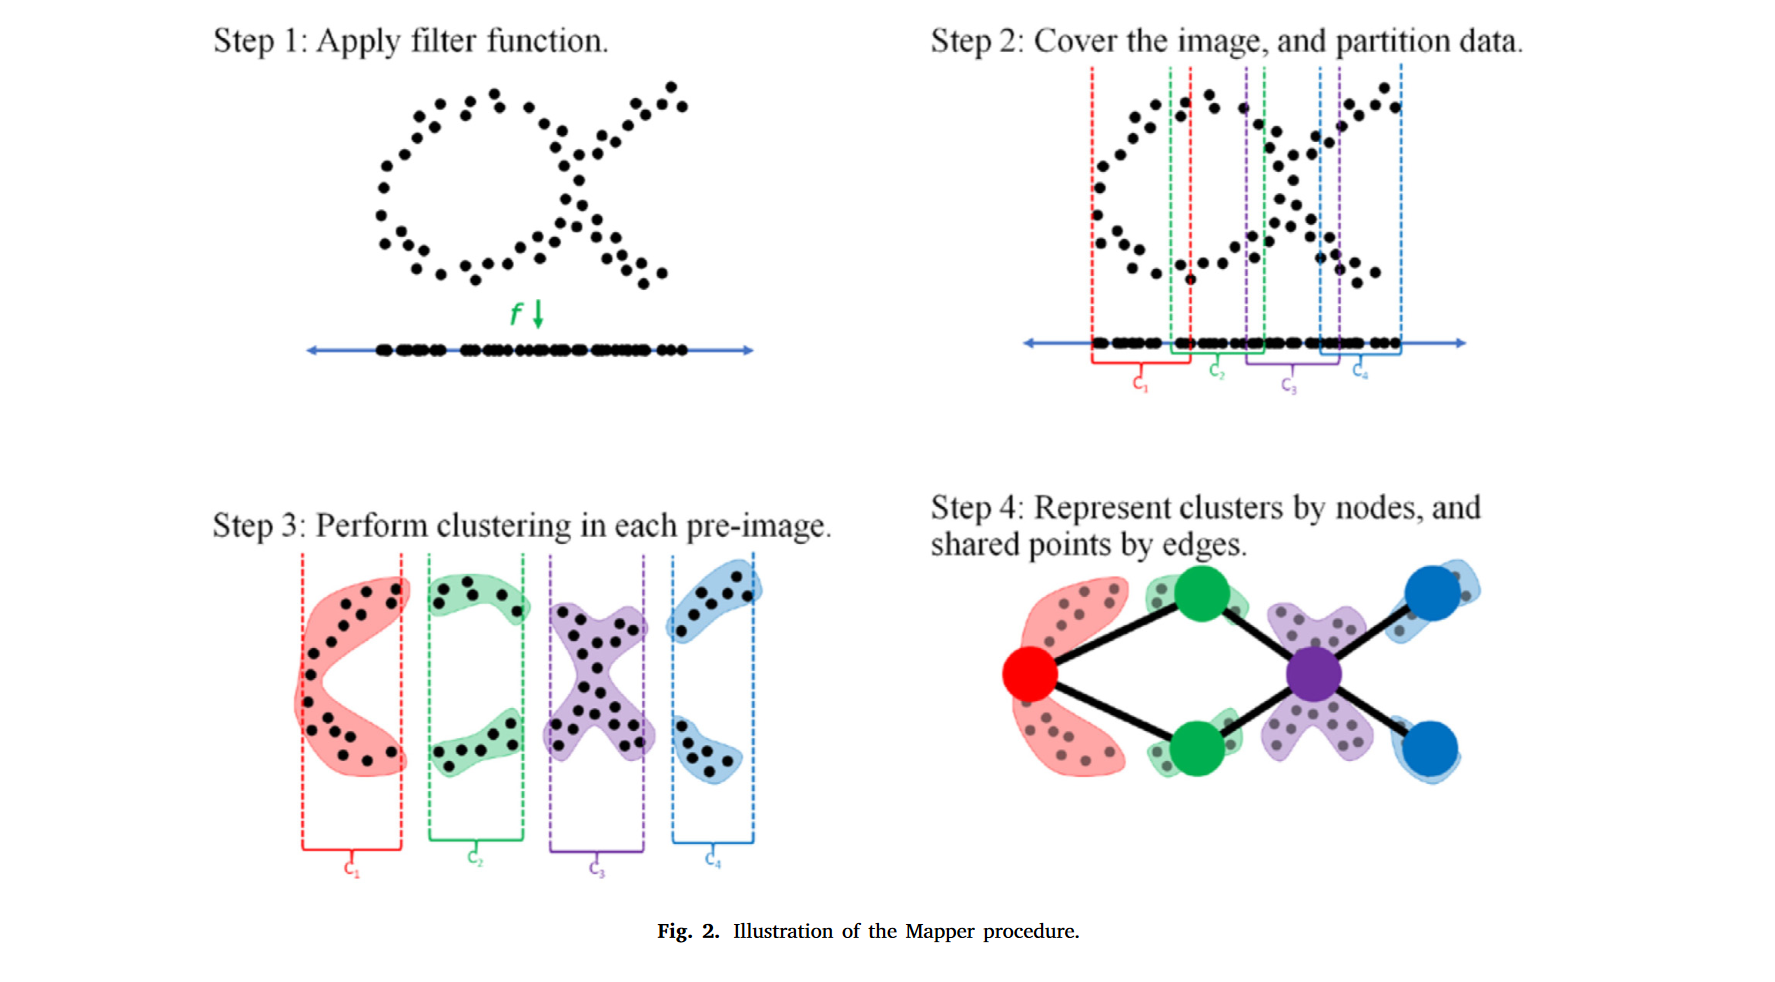 Step 1: Apply filter function.
Step 2: Cover the image, and partition data.
f
C1
C2
C3
C4
Step 3: Perform clustering in each pre-image.
Step 4: Represent clusters by nodes, and
shared points by edges.
C1
C2
C3
C4
Fig. 2. Illustration of the Mapper procedure.